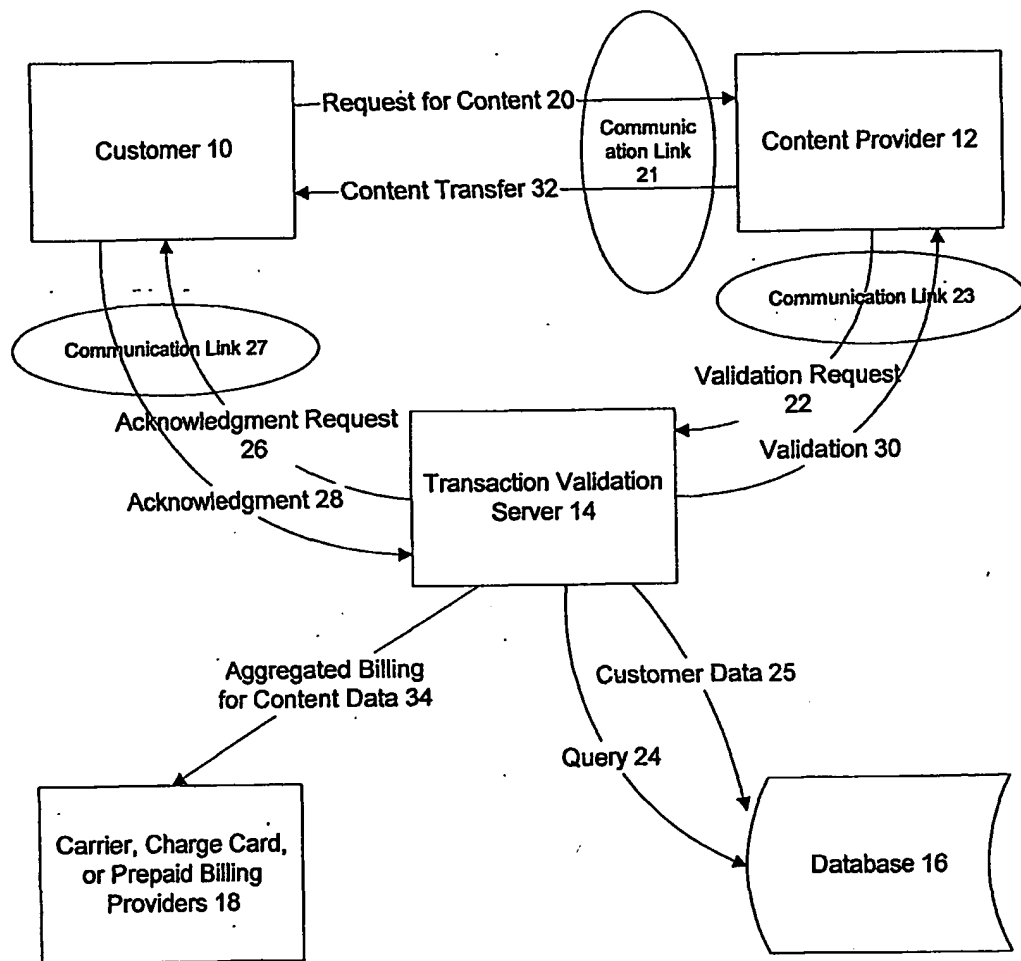 Request for Content 20
Customer 10
Communic
ation Link
21
Content Provider 12
Content Transfer 32
Communication Link 23
Communication Link 27
Validation Request
22
Acknowledgment Request
26
Validation 30
Acknowledgment 28
Transaction Validation
Server 14
Aggregated Billing
for Content Data 34
Customer Data 25
Query 24
Carrier, Charge Card,
or Prepaid Billing
Providers 18
Database 16